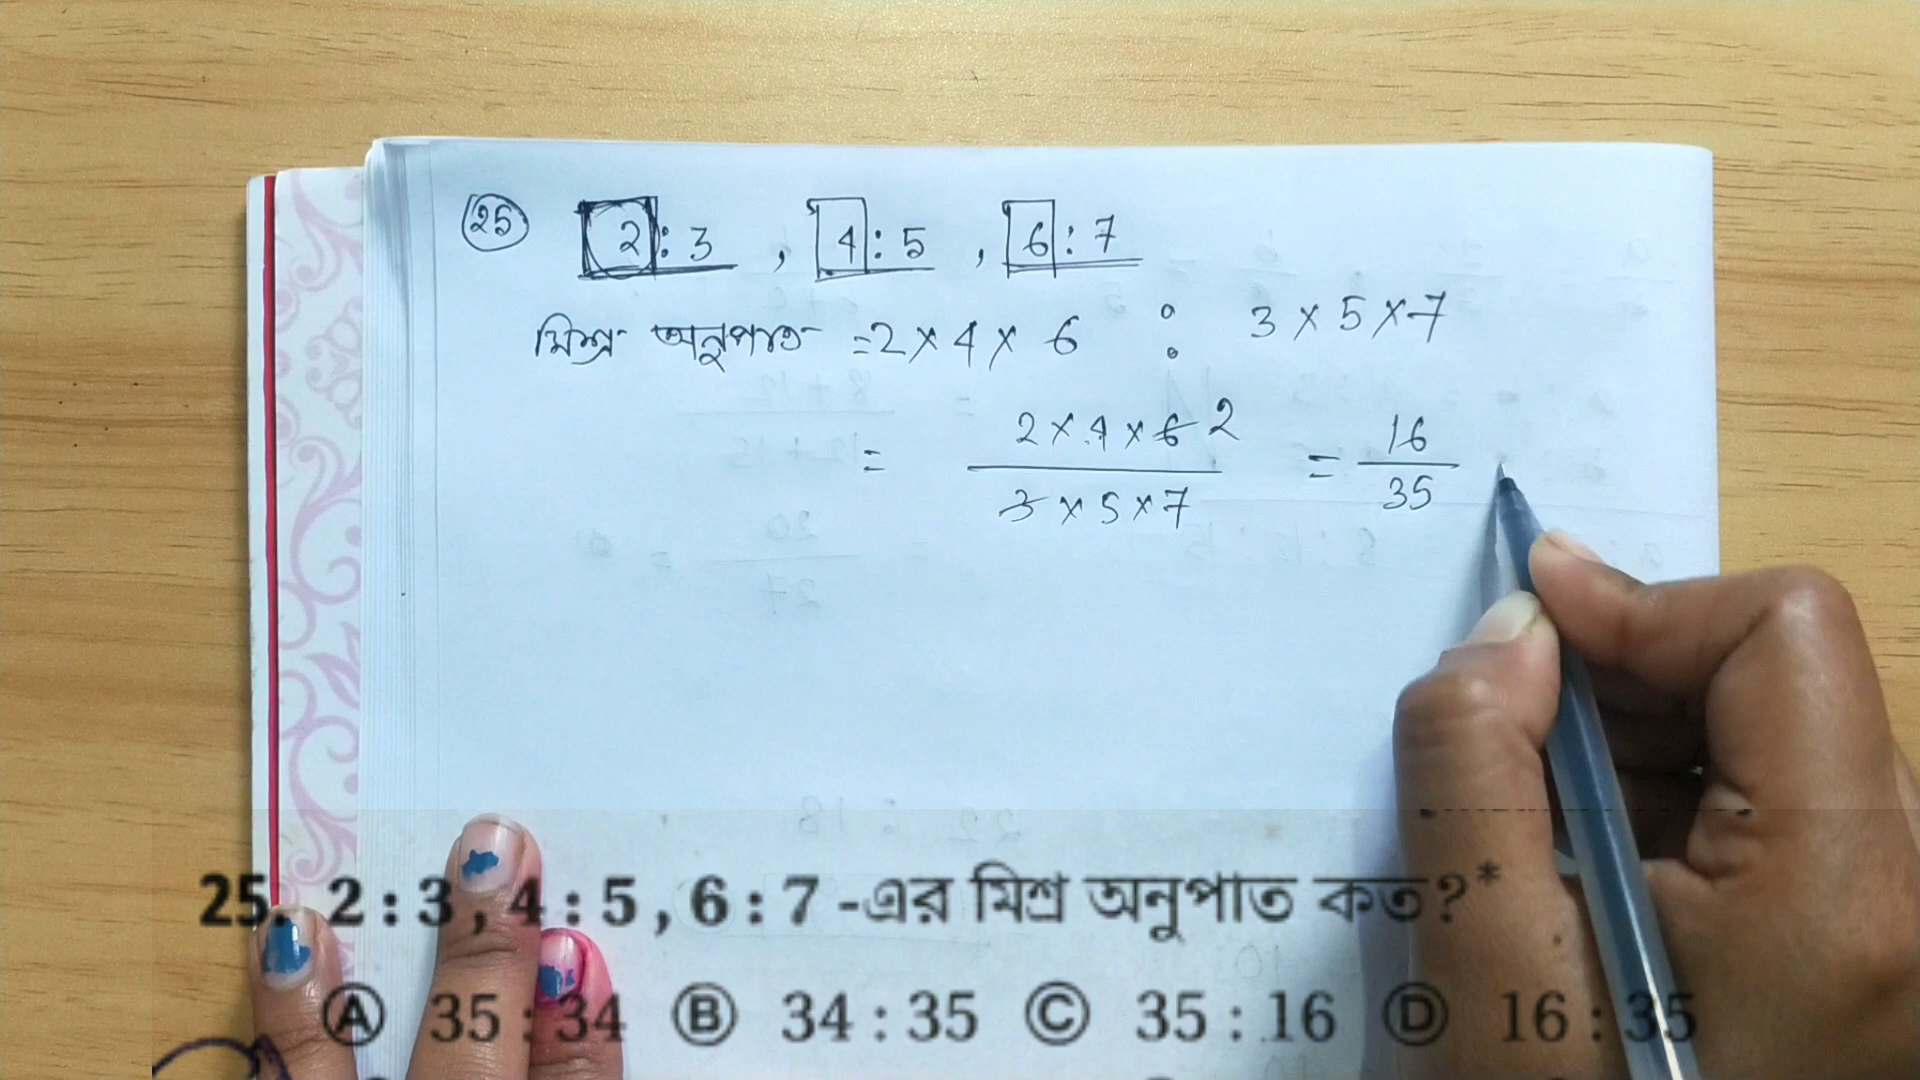 25 2 : 3 , 4 : 5 , 6 : 7
মিশ্র অনুপাত = 2 × 4 × 6 : 3 × 5 × 7
= 2 × 4 × 6 2 / 3 × 5 × 7 = 16 / 35
25. 2 : 3 , 4 : 5 , 6 : 7 -এর মিশ্র অনুপাত কত?*
A 35 : 34 B 34 : 35 C 35 : 16 D 16 : 35